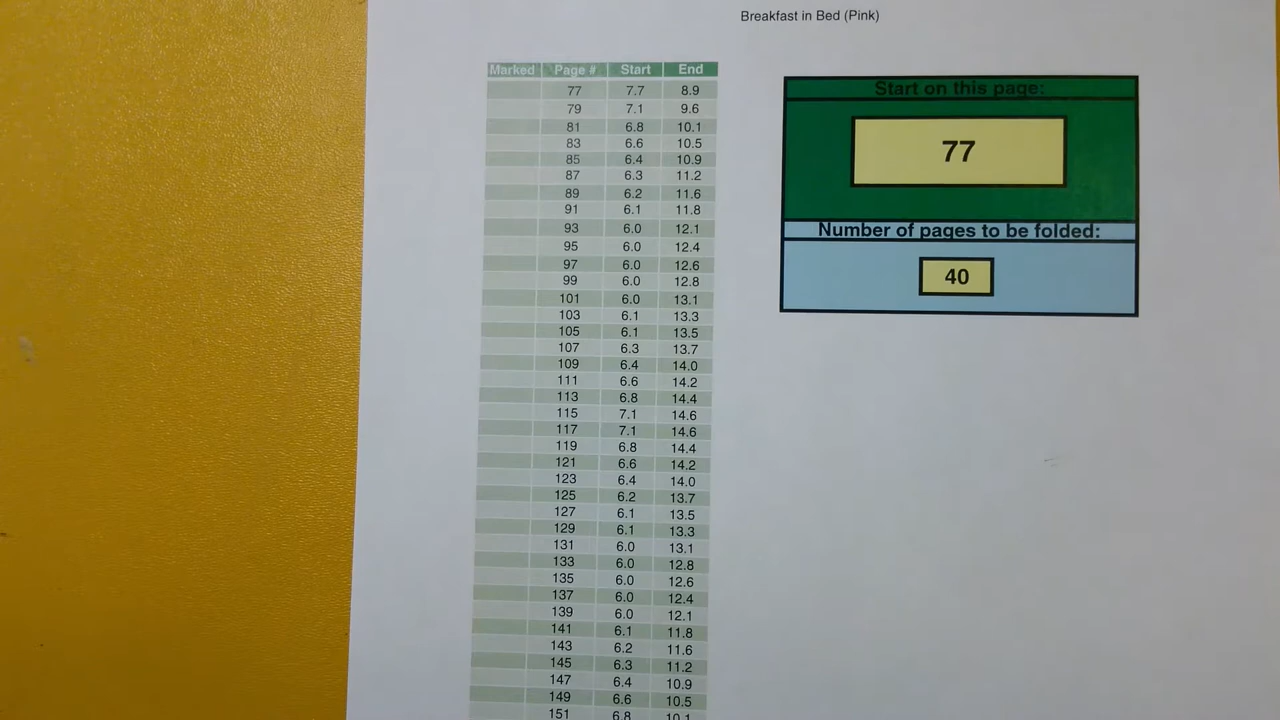 Breakfast in Bed (Pink)
Marked Page # Start End
77 7.7 8.9
79 7.1 9.6
81 6.8 10.1
83 6.6 10.5
85 6.4 10.9
87 6.3 11.2
89 6.2 11.6
91 6.1 11.8
93 6.0 12.1
95 6.0 12.4
97 6.0 12.6
99 6.0 12.8
101 6.0 13.1
103 6.1 13.3
105 6.1 13.5
107 6.3 13.7
109 6.4 14.0
111 6.6 14.2
113 6.8 14.4
115 7.1 14.6
117 7.1 14.6
119 6.8 14.4
121 6.6 14.2
123 6.4 14.0
125 6.2 13.7
127 6.1 13.5
129 6.1 13.3
131 6.0 13.1
133 6.0 12.8
135 6.0 12.6
137 6.0 12.4
139 6.0 12.1
141 6.1 11.8
143 6.2 11.6
145 6.3 11.2
147 6.4 10.9
149 6.6 10.5
151 6.8 10.1
Start on this page:
77
Number of pages to be folded:
40